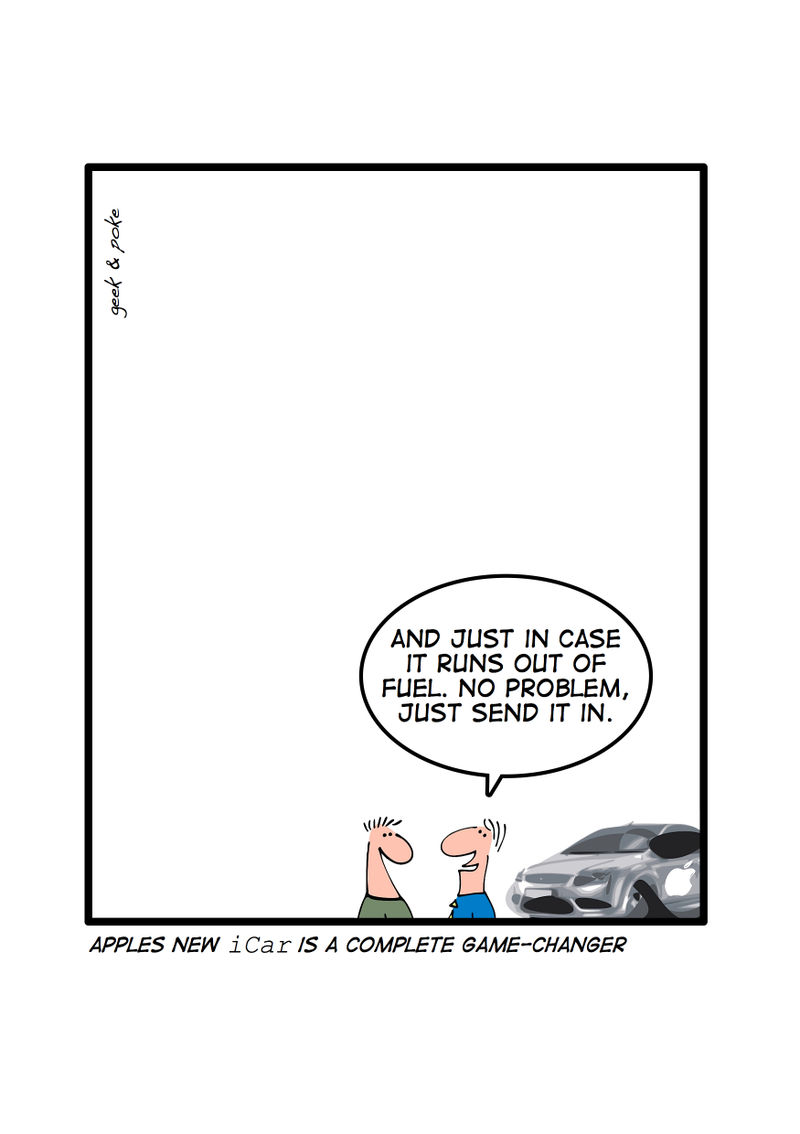 geek & poke
AND JUST IN CASE
IT RUNS OUT OF
FUEL. NO PROBLEM,
JUST SEND IT IN.
APPLES NEW iCar IS A COMPLETE GAME-CHANGER